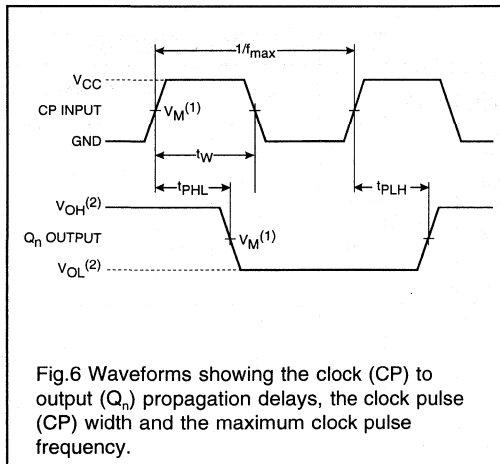 1/fmax
VCC
CP INPUT
VM(1)
GND
tW
tPHL
tPLH
VOH(2)
Qn OUTPUT
VM(1)
VOL(2)
Fig.6 Waveforms showing the clock (CP) to
output (Qn) propagation delays, the clock pulse
(CP) width and the maximum clock pulse
frequency.